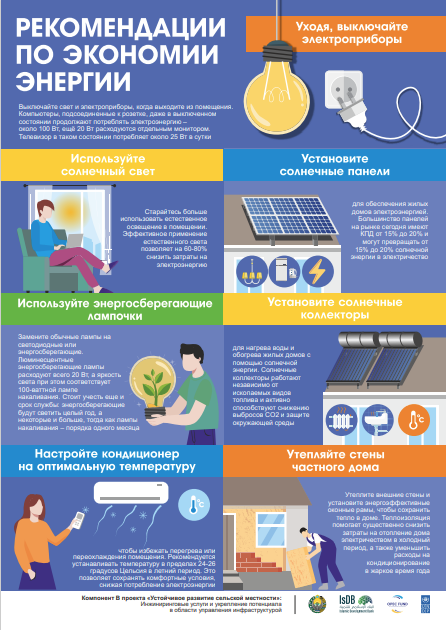 РЕКОМЕНДАЦИИ
ПО ЭКОНОМИИ
ЭНЕРГИИ
Выключайте свет и электроприборы, когда выходите из помещения.
Компьютеры, подсоединенные к розетке, даже в выключенном
состоянии продолжают потреблять электроэнергию –
около 100 Вт, ещё 20 Вт расходуются отдельным монитором.
Телевизор в таком состоянии потребляет около 25 Вт в сутки
Уходя, выключайте
электроприборы
Используйте
солнечный свет
Старайтесь больше
использовать естественное
освещение в помещении.
Эффективное применение
естественного света
позволяет на 60-80%
снизить затраты на
электроэнергию
Установите
солнечные панели
для обеспечения жилых
домов электроэнергией.
Большинство панелей
на рынке сегодня имеют
КПД от 15% до 20% и
могут превращать от
15% до 20% солнечной
энергии в электричество
Используйте энергосберегающие
лампочки
Замените обычные лампы на
светодиодные или
энергосберегающие.
Люминесцентные
энергосберегающие лампы
расходуют всего 20 Вт, а яркость
света при этом соответствует
100-ваттной лампе
накаливания. Стоит учесть еще и
срок службы: энергосберегающие
будут светить целый год, а
некоторые и больше, тогда как лампы
накаливания – порядка одного месяца
Установите солнечные
коллекторы
для нагрева воды и
обогрева жилых домов с
помощью солнечной
энергии. Солнечные
коллекторы работают
независимо от
ископаемых видов
топлива и активно
способствуют снижению
выбросов CO2 и защите
окружающей среды
°C
Настройте кондиционер
на оптимальную температуру
°C
чтобы избежать перегрева или
переохлаждения помещения. Рекомендуется
устанавливать температуру в пределах 24-26
градусов Цельсия в летний период. Это
позволяет сохранять комфортные условия,
снижая потребление электроэнергии
Утепляйте стены
частного дома
Утеплите внешние стены и
установите энергоэффективные
оконные рамы, чтобы сохранить
тепло в доме. Теплоизоляция
помогает существенно снизить
затраты на отопление дома
электричеством в холодный
период, а также уменьшить
расходы на
кондиционирование
в жаркое время года
Компонент B проекта «Устойчивое развитие сельской местности»:
Инжиниринговые услуги и укрепление потенциала
в области управления инфраструктурой
IsDB
OPEC FUND